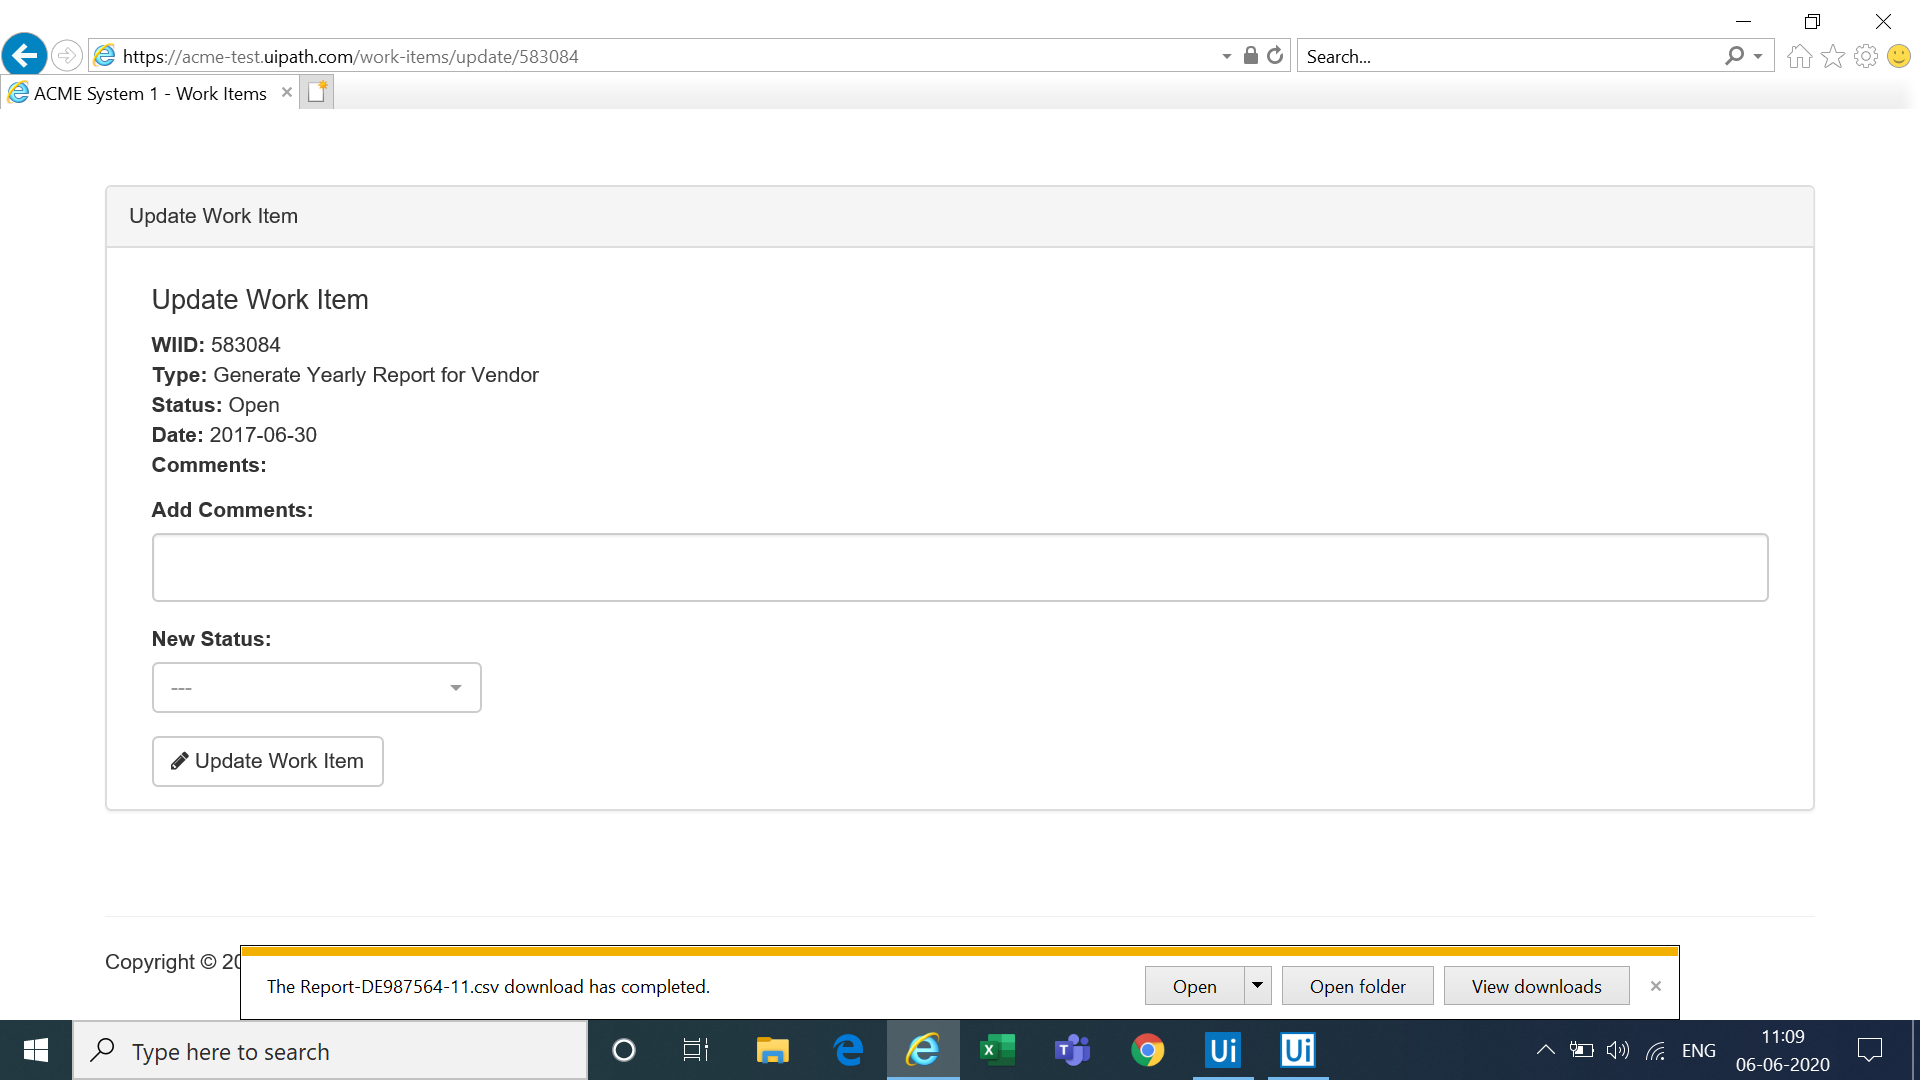 https://acme-test.uipath.com/work-items/update/583084
Search...
ACME System 1 - Work Items
Update Work Item
Update Work Item
WIID: 583084
Type: Generate Yearly Report for Vendor
Status: Open
Date: 2017-06-30
Comments:
Add Comments:
New Status:
---
Update Work Item
Copyright © 20
The Report-DE987564-11.csv download has completed.
Open
Open folder
View downloads
Type here to search
Ui
Ui
ENG
11:09
06-06-2020